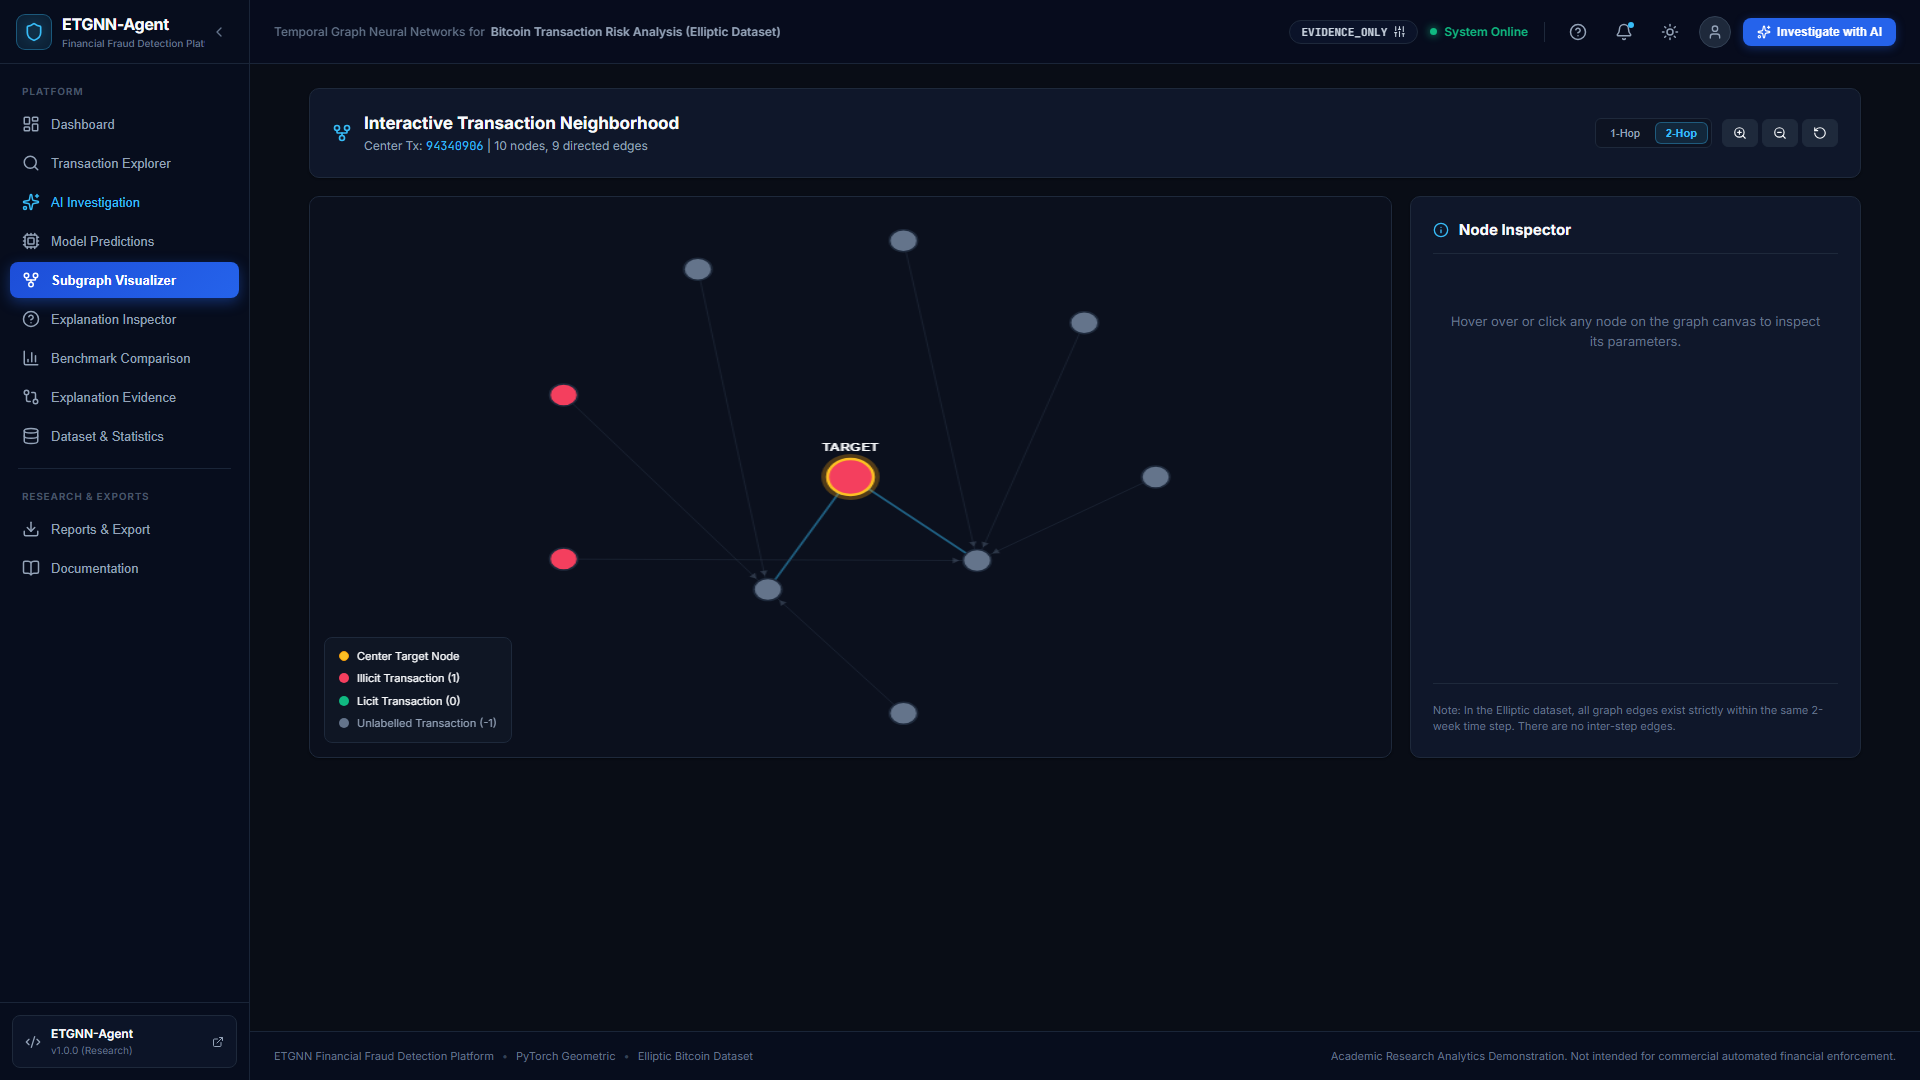 ETGNN-Agent
Financial Fraud Detection Plat
PLATFORM
Dashboard
Transaction Explorer
AI Investigation
Model Predictions
Subgraph Visualizer
Explanation Inspector
Benchmark Comparison
Explanation Evidence
Dataset & Statistics
RESEARCH & EXPORTS
Reports & Export
Documentation
ETGNN-Agent
v1.0.0 (Research)
Temporal Graph Neural Networks for Bitcoin Transaction Risk Analysis (Elliptic Dataset)
EVIDENCE_ONLY
System Online
Investigate with AI
Interactive Transaction Neighborhood
Center Tx: 94340906 | 10 nodes, 9 directed edges
1-Hop
2-Hop
TARGET
Center Target Node
Illicit Transaction (1)
Licit Transaction (0)
Unlabelled Transaction (-1)
Node Inspector
Hover over or click any node on the graph canvas to inspect
its parameters.
Note: In the Elliptic dataset, all graph edges exist strictly within the same 2-
week time step. There are no inter-step edges.
ETGNN Financial Fraud Detection Platform • PyTorch Geometric • Elliptic Bitcoin Dataset
Academic Research Analytics Demonstration. Not intended for commercial automated financial enforcement.